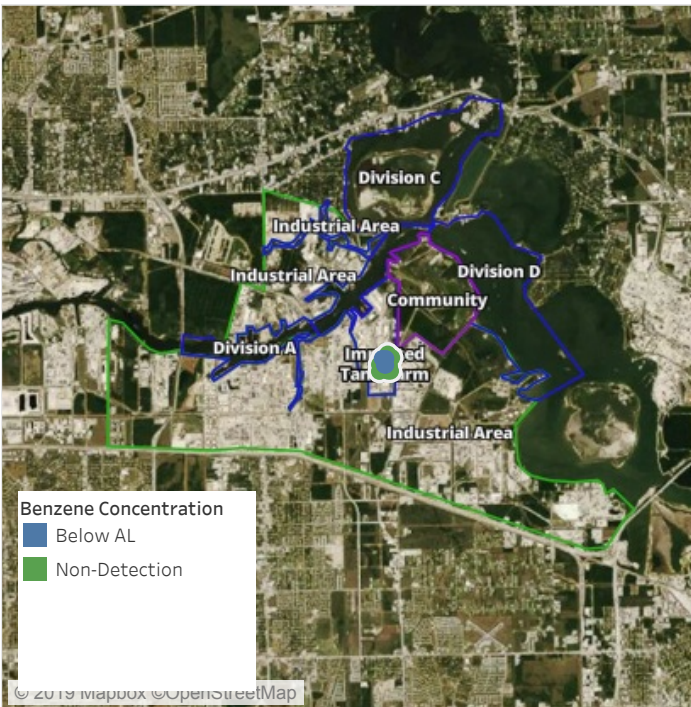 Division C
Industrial Area
Industrial Area
Division D
Community
Division A
Industrial Area
Benzene Concentration
Below AL
Non-Detection
© 2019 Mapbox ©OpenStreetMap